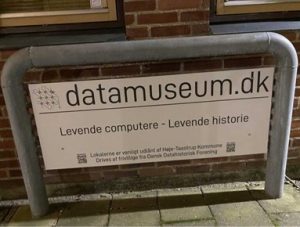 datamuseum.dk
Levende computere - Levende historie
Lokalerne er venligt udlånt af Høje-Taastrup Kommune
Drives af frivillige fra Dansk Datahistorisk Forening